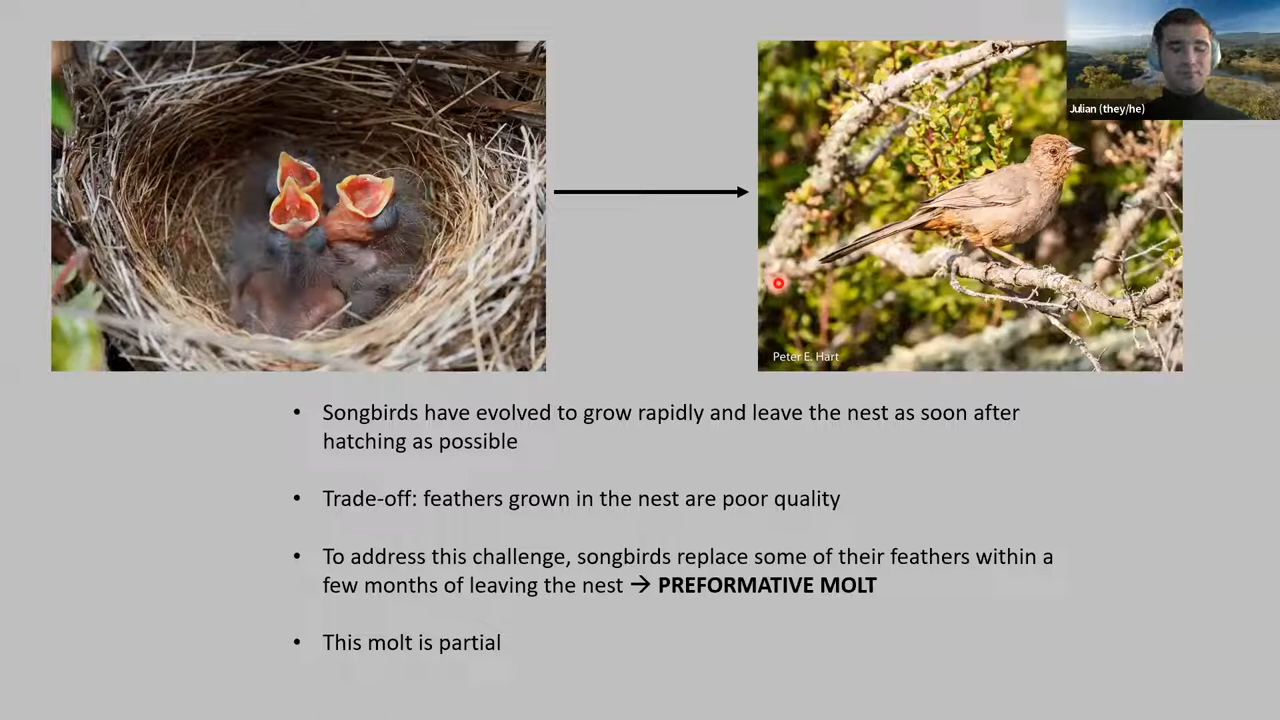 Julian (they/he)
Peter E. Hart
• Songbirds have evolved to grow rapidly and leave the nest as soon after
hatching as possible
• Trade-off: feathers grown in the nest are poor quality
• To address this challenge, songbirds replace some of their feathers within a
few months of leaving the nest → PREFORMATIVE MOLT
• This molt is partial